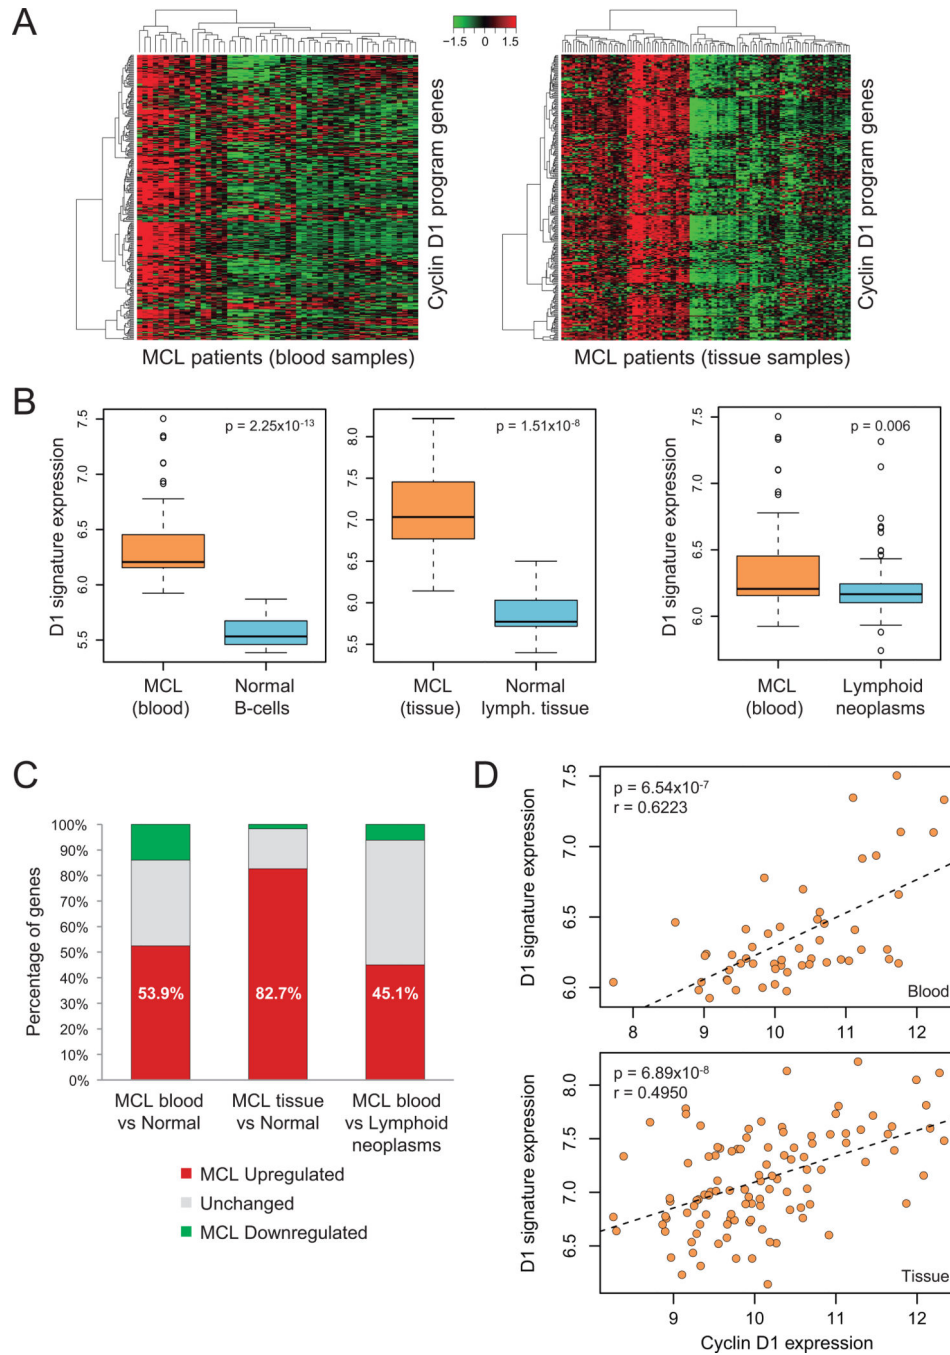 A
−1.5 0 1.5
Cyclin D1 program genes
Cyclin D1 program genes
MCL patients (blood samples)
MCL patients (tissue samples)
B
D1 signature expression
7.5
7.0
6.5
6.0
5.5
p = 2.25x10-13
MCL
(blood)
Normal
B-cells
8.0
7.5
7.0
6.5
6.0
5.5
p = 1.51x10-8
MCL
(tissue)
Normal
lymph. tissue
D1 signature expression
7.5
7.0
6.5
6.0
p = 0.006
MCL
(blood)
Lymphoid
neoplasms
C
Percentage of genes
100%
90%
80%
70%
60%
50%
40%
30%
20%
10%
0%
53.9%
82.7%
45.1%
MCL blood
vs Normal
MCL tissue
vs Normal
MCL blood
vs Lymphoid
neoplasms
MCL Upregulated
Unchanged
MCL Downregulated
D
D1 signature expression
7.5
7.0
6.5
6.0
p = 6.54x10-7
r = 0.6223
Blood
8 9 10 11 12
D1 signature expression
8.0
7.5
7.0
6.5
p = 6.89x10-8
r = 0.4950
Tissue
9 10 11 12
Cyclin D1 expression